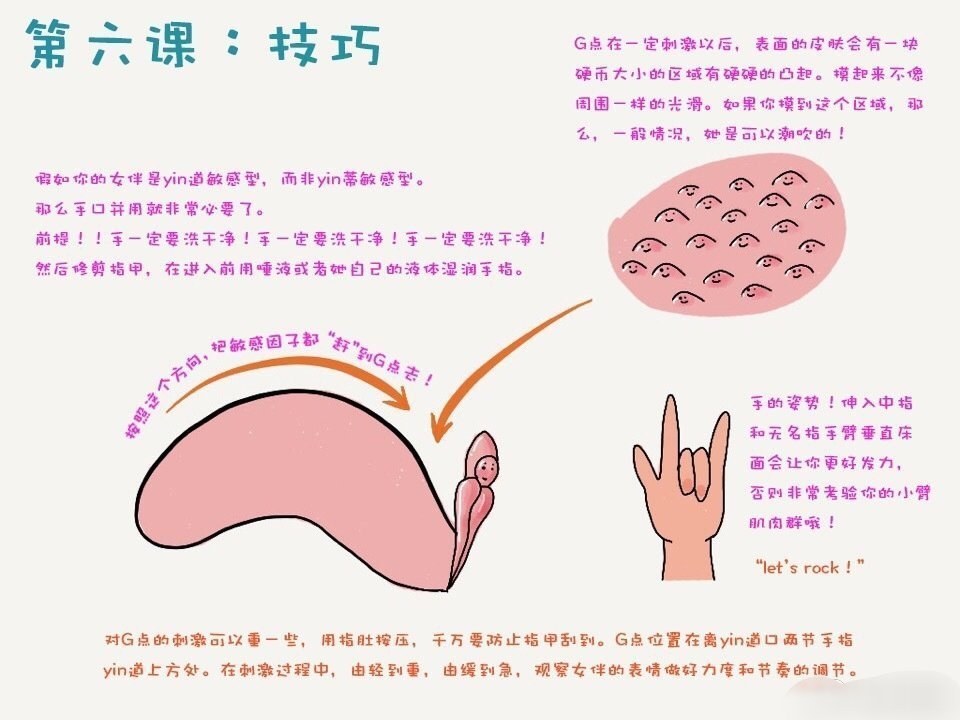 第六课：技巧
G点在一定刺激以后，表面的皮肤会有一块
硬币大小的区域有硬硬的凸起。摸起来不像
周围一样的光滑。如果你摸到这个区域，那
么，一般情况，她是可以潮吹的！
假如你的女伴是yin道敏感型，而非yin蒂敏感型。
那么手口并用就非常必要了。
前提！！手一定要洗干净！手一定要洗干净！手一定要洗干净！
然后修剪指甲，在进入前用唾液或者她自己的液体湿润手指。
按照这个方向，把敏感因子都“赶”到G点去！
手的姿势！伸入中指
和无名指手臂垂直床
面会让你更好发力，
否则非常考验你的小臂
肌肉群哦！
“let's rock！”
对G点的刺激可以重一些，用指肚按压，千万要防止指甲刮到。G点位置在离yin道口两节手指
yin道上方处。在刺激过程中，由轻到重，由缓到急，观察女伴的表情做好力度和节奏的调节。